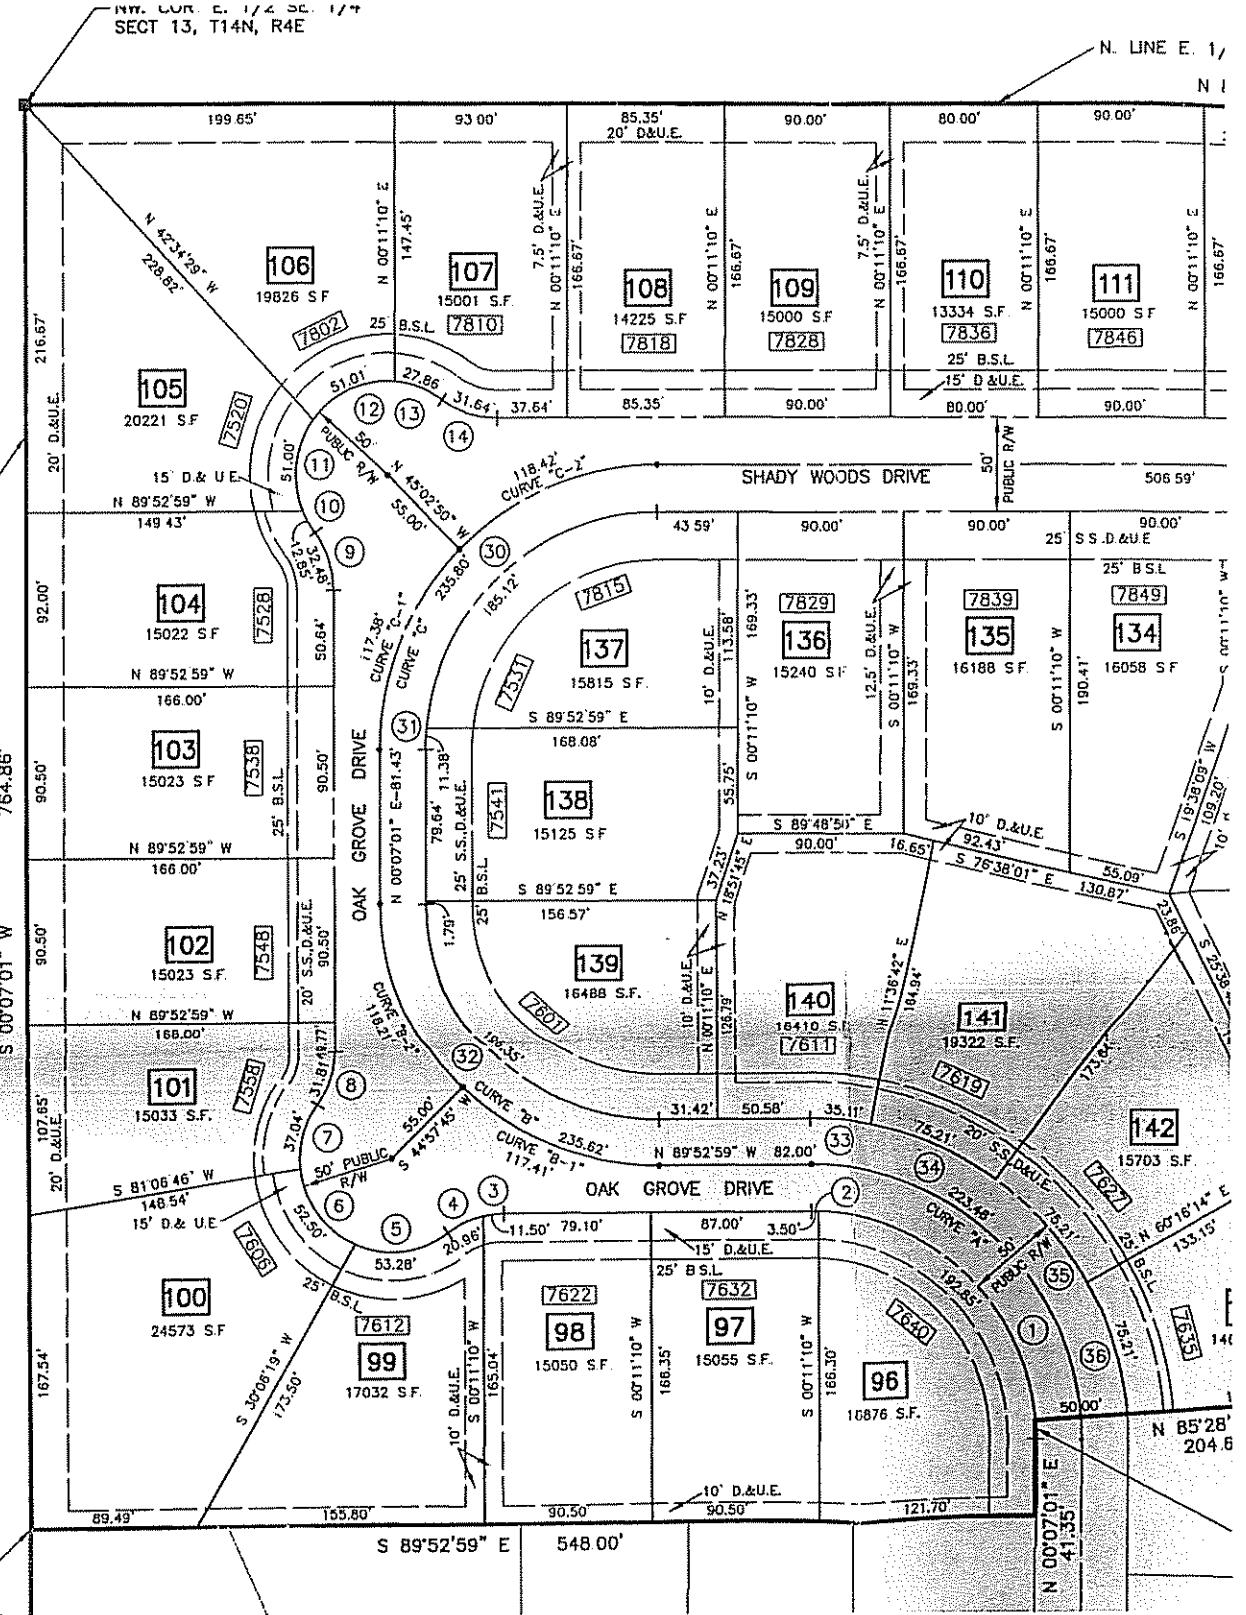 SECT 13, T14N, R4E
N. LINE E. 1/
199.65'
93 00'
85.35'
90.00'
80.00'
90.00'
20' D&U.E.
N 42°34'29" W
228.82'
N 00°11'10" E
147.45'
7.5' D.&U.E.
N 00°11'10" E
166.67'
N 00°11'10" E
166.67'
7.5' D.&U.E.
N 00°11'10" E
166.67'
N 00°11'10" E
166.67'
166.67'
106
19826 S F
7802
107
15001 S.F.
7810
108
14225 S.F
7818
109
15000 S.F
7828
110
13334 S.F.
7836
111
15000 S.F
7846
25' B.S.L.
25' B.S.L.
15' D &U.E.
216.67'
20' D.&U.E.
105
20221 S.F
7520
51.01'
27.86
31.64'
37.64'
85.35'
90.00'
80.00'
90.00'
12
13
14
51.00'
11
50'
PUBLIC R/W
15' D.& U E.
N 89°52'59" W
149 43'
10
9
32.48'
12.85'
N 45°02'50" W
55.00'
118.42'
CURVE "C-2"
SHADY WOODS DRIVE
50'
PUBLIC R/W
506 59'
30
235.80'
185.12'
117.38'
CURVE "C-1"
CURVE "C"
43 59'
90.00'
90.00'
90.00'
25' S S .D.&U.E
25' B S.L
92.00'
104
15022 S F
7528
50.64'
N 89°52'59" W
166.00'
7815
137
15815 S F.
7531
10' D.&U.E.
113.58'
169.33'
S 00°11'10" W
7829
136
15240 S F
12.5' D.&U.E.
S 00°11'10" W
169.33'
7839
135
16188 S.F
S 00°11'10" W
190.41'
7849
134
16058 S F
S 00°11'10" W
S 19°38'09" W
109.20'
31
S 89°52'59" E
168.08'
764.86'
90.50'
103
15023 S.F
7538
25' B.S.L.
90.50'
N 89°52'59" W
166.00'
OAK GROVE DRIVE
N 00°07'01" E-81.43'
11.38'
79.64'
25' S.S.,D.&U.E.
7541
25' B.S.L.
138
15125 S F
55.75'
S 89°48'50" E
90.00'
16.65'
10' D.&U.E.
92.43'
S 76°38'01" E
55.09'
130.87'
23.86'
37.23'
N 18°51'45" E
S 89°52 59" E
156.57'
1.79'
S 00°07'01" W
90.50'
102
15023 S.F.
7548
20' S.S.,D.&U.E.
90.50'
N 89°52'59" W
166.00'
139
16488 S.F.
7601
10' D.&U.E.
N 00°11'10" E
126.79'
140
16410 S.F
7611
N 11°36'42" E
164.94'
141
19322 S.F.
7619
173.64'
142
15703 S.F.
7627
107.65'
20' D.&U.E.
101
15033 S.F.
7558
49.77'
31.81'
8
37.04'
7
CURVE "B-2"
118.21'
32
CURVE "B"
235.62'
CURVE "B-1"
117.41'
55.00'
S 44°57'45" W
50' PUBLIC
R/W
31.42'
50.58'
35.11'
33
75.21'
20' S.S.,D.&U.E.
N 89°52'59" W
82.00'
34
223.48'
CURVE "A"
75.21'
OAK GROVE DRIVE
S 81°06'46" W
148.54'
15' D.& U.E.
6
5
4
3
2
52.50'
53.28'
20.96'
11.50'
79.10'
87.00'
3.50'
15' D.&U.E.
25' B S.L
50'
PUBLIC R/W
192.85'
35
25' B.S.L
N 60°16'14" E
133.15'
7606
25' B.S.L.
100
24573 S.F
167.54'
S 30°06'19" W
173.50'
7612
99
17032 S F.
10' D.&U.E.
S 00°11'10" W
165.04'
7622
98
15050 S.F.
S 00°11'10" W
166.35'
7632
97
15055 S.F.
S 00°11'10" W
166.30'
7640
96
S.F.
1
36
75.21'
7635
50.00'
N 85°28'
204.6
10' D.&U.E.
89.49'
155.80'
90.50'
90.50'
121.70'
S 89°52'59" E
548.00'
N 00°07'01" E
41.35'